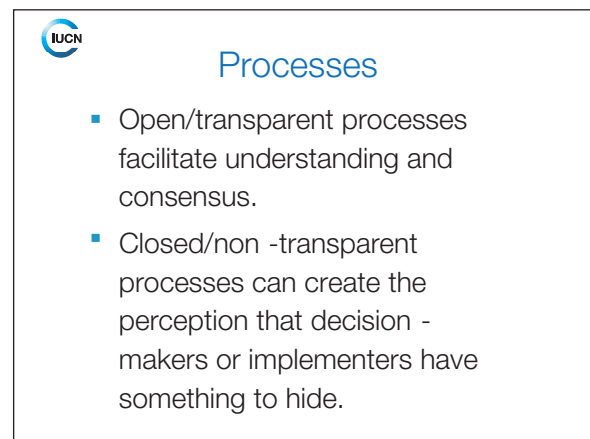 IUCN
Processes
▪ Open/transparent processes
facilitate understanding and
consensus.
▪ Closed/non -transparent
processes can create the
perception that decision -
makers or implementers have
something to hide.